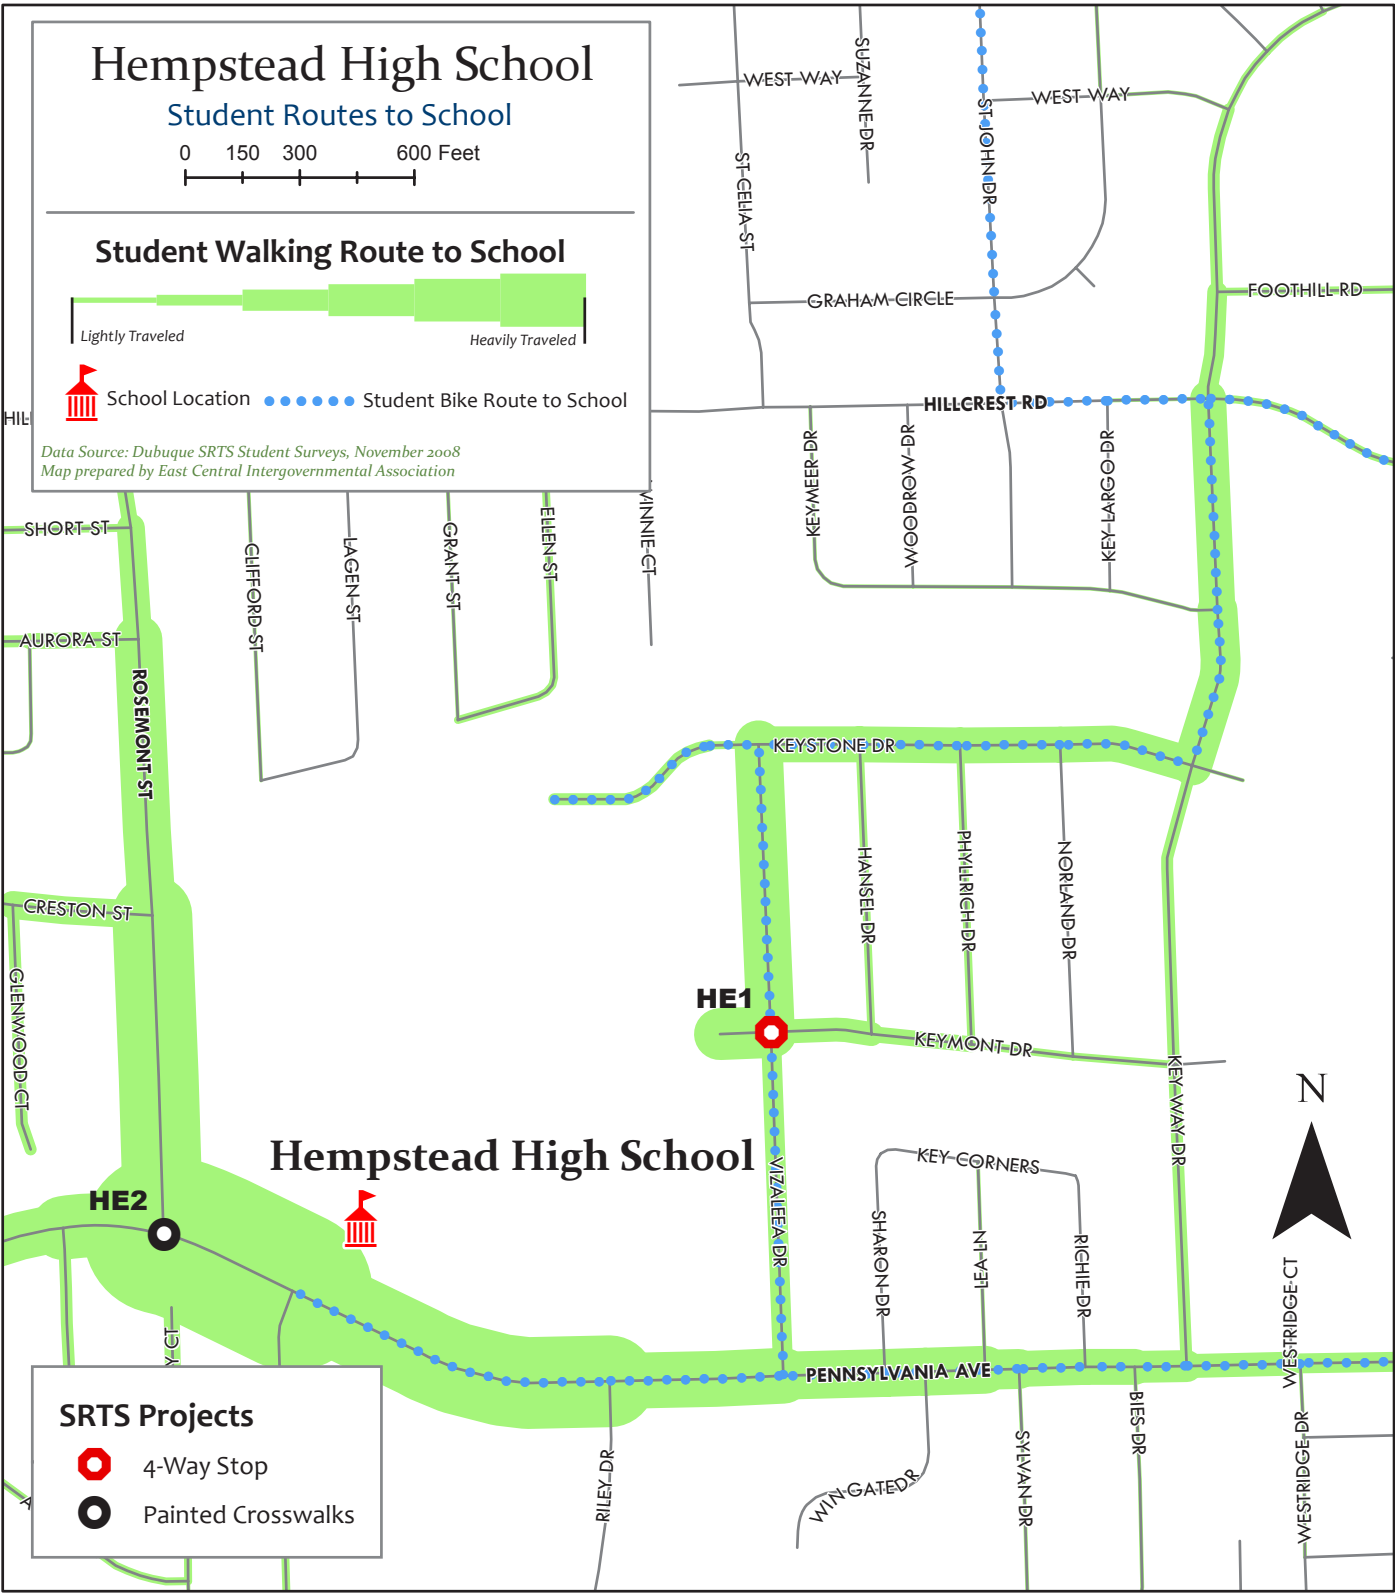 Hempstead High School
Student Routes to School
0 150 300 600 Feet
Student Walking Route to School
Lightly Traveled
Heavily Traveled
School Location
Student Bike Route to School
Data Source: Dubuque SRTS Student Surveys, November 2008
Map prepared by East Central Intergovernmental Association
WEST WAY
SUZANNE DR
ST JOHN DR
WEST WAY
ST CELIA ST
GRAHAM CIRCLE
FOOTHILL RD
HILLCREST RD
KEYMEER DR
WOODROW DR
KEY LARGO DR
SHORT ST
CLIFFORD ST
LAGEN ST
GRANT ST
ELLEN ST
AURORA ST
ROSEMONT ST
KEYSTONE DR
HANSEL DR
PHYLLRICH DR
NORLAND DR
CRESTON ST
GLENWOOD CT
HE1
KEYMONT DR
KEY WAY DR
N
Hempstead High School
HE2
VIZALEEA DR
KEY CORNERS
SHARON DR
LEA LN
RICHIE DR
WESTRIDGE CT
PENNSYLVANIA AVE
SRTS Projects
4-Way Stop
Painted Crosswalks
RILEY DR
WINGATE DR
SYLVAN DR
BIES DR
WESTRIDGE DR